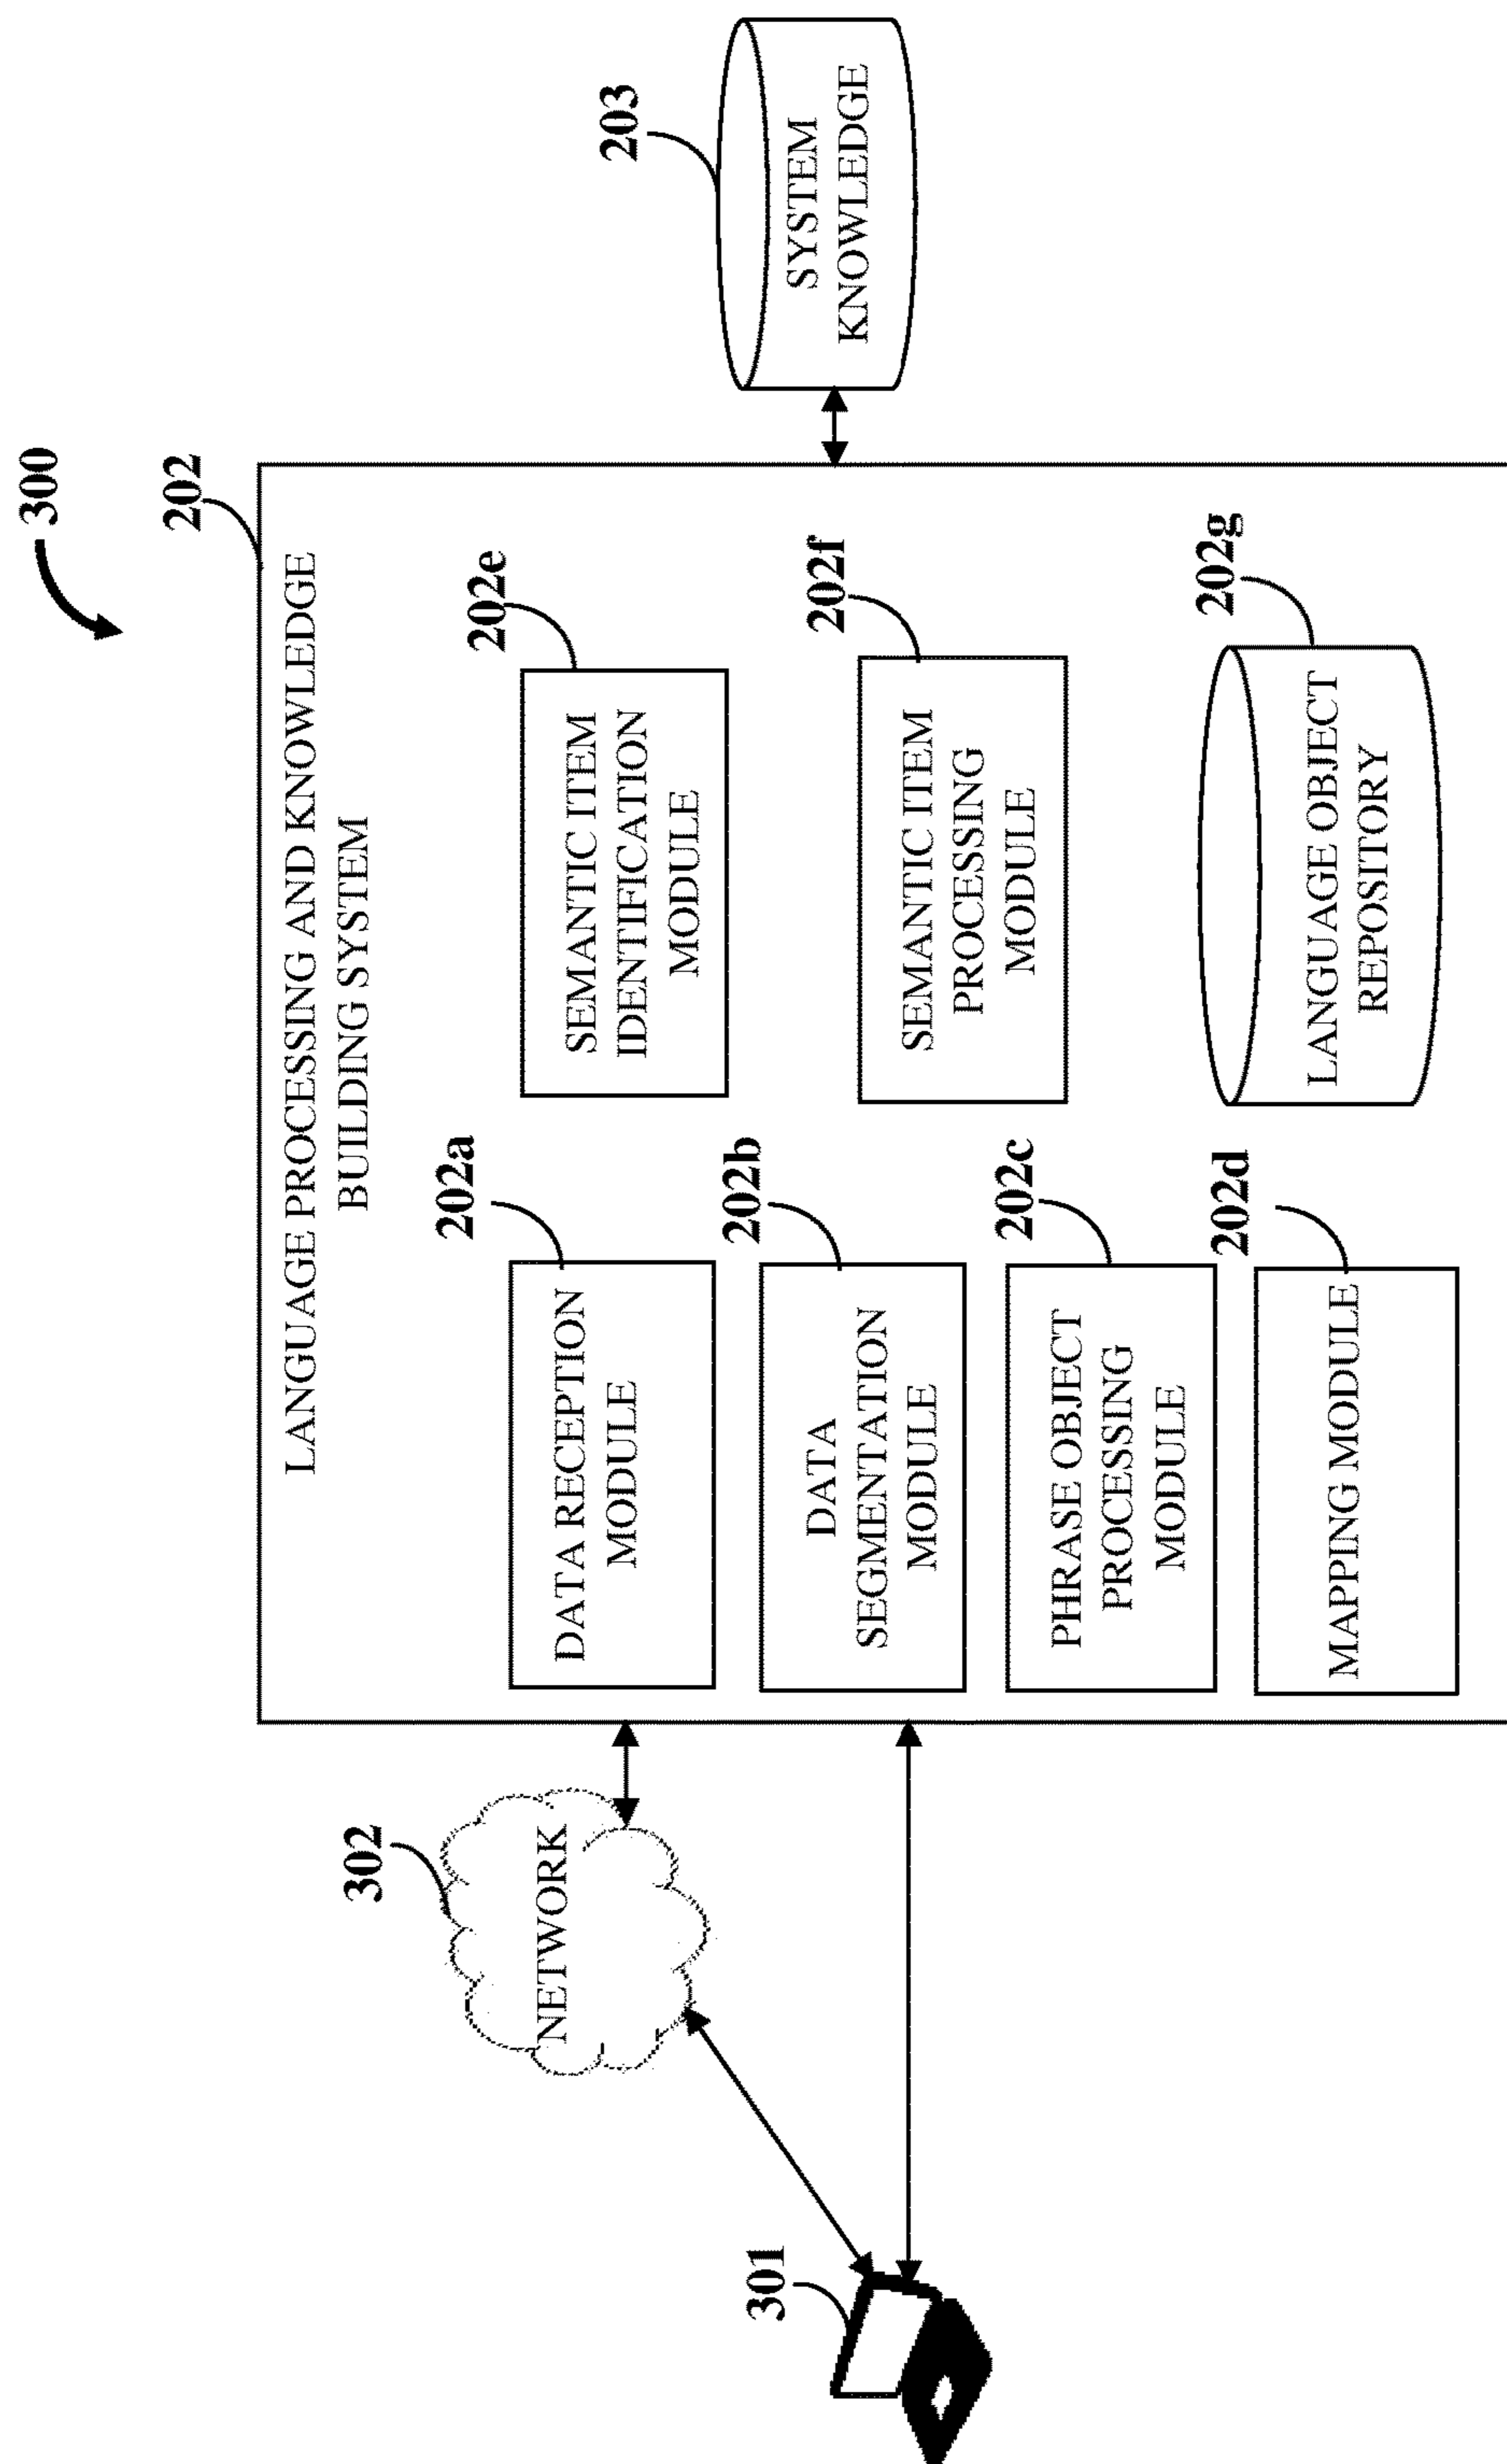 300
202
LANGUAGE PROCESSING AND KNOWLEDGE
BUILDING SYSTEM
302
NETWORK
301
202a
DATA RECEPTION
MODULE
202b
DATA
SEGMENTATION
MODULE
202c
PHRASE OBJECT
PROCESSING
MODULE
202d
MAPPING MODULE
202e
SEMANTIC ITEM
IDENTIFICATION
MODULE
202f
SEMANTIC ITEM
PROCESSING
MODULE
202g
LANGUAGE OBJECT
REPOSITORY
203
SYSTEM
KNOWLEDGE